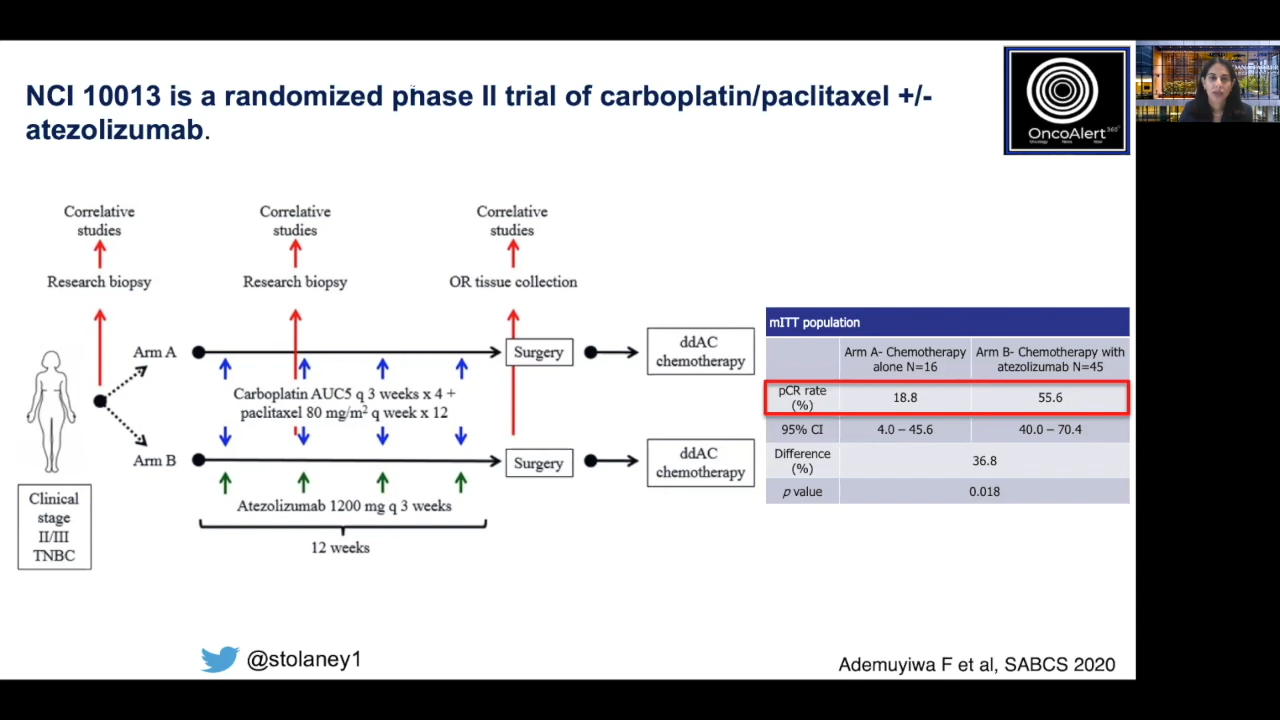 NCI 10013 is a randomized phase II trial of carboplatin/paclitaxel +/-
atezolizumab.
OncoAlert 360°
Oncology News Now
Correlative
studies
Correlative
studies
Correlative
studies
Research biopsy
Research biopsy
OR tissue collection
Arm A
Surgery
ddAC
chemotherapy
Carboplatin AUC5 q 3 weeks x 4 +
paclitaxel 80 mg/m² q week x 12
Arm B
Surgery
ddAC
chemotherapy
Atezolizumab 1200 mg q 3 weeks
12 weeks
Clinical
stage
II/III
TNBC
mITT population
Arm A- Chemotherapy
alone N=16
Arm B- Chemotherapy with
atezolizumab N=45
pCR rate
(%)
18.8
55.6
95% CI
4.0 – 45.6
40.0 – 70.4
Difference
(%)
36.8
p value
0.018
@stolaney1
Ademuyiwa F et al, SABCS 2020